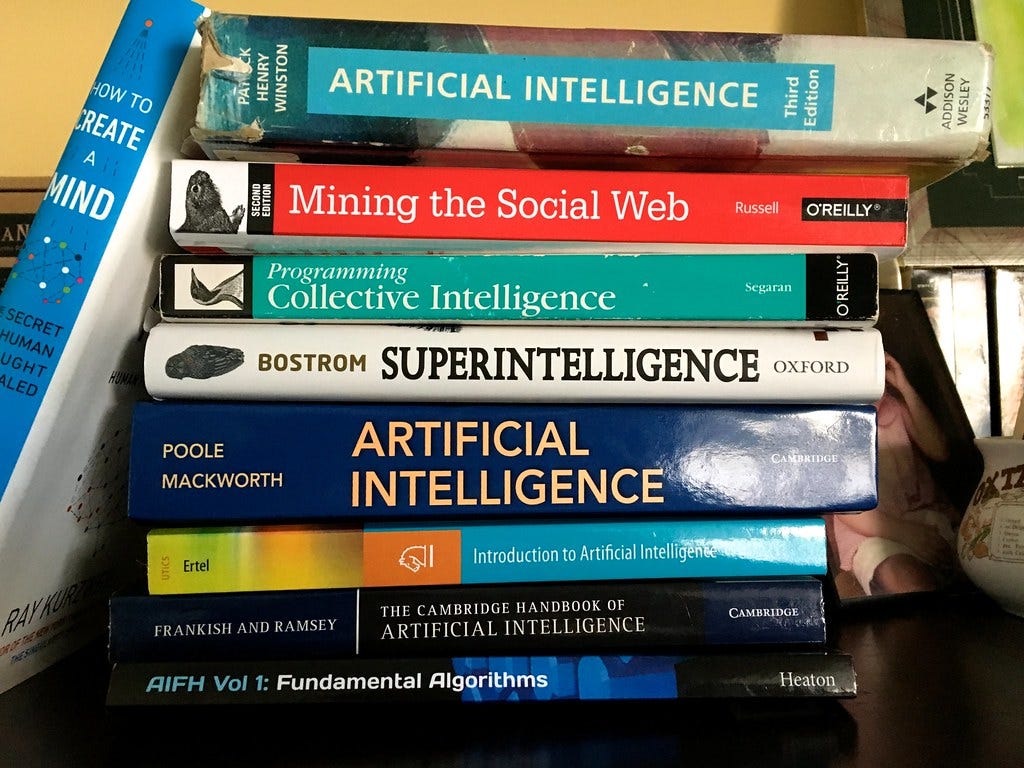 HOW TO
CREATE
A
MIND
SECRET
HUMAN
RAY
PATRICK
HENRY
WINSTON
ARTIFICIAL INTELLIGENCE
Third
Edition
ADDISON
WESLEY
53377
SECOND
EDITION
Mining the Social Web
Russell
O'REILLY®
Programming
Collective Intelligence
Segaran
O'REILLY®
BOSTROM
SUPERINTELLIGENCE
OXFORD
POOLE
MACKWORTH
ARTIFICIAL
INTELLIGENCE
CAMBRIDGE
UTICS
Ertel
Introduction to Artificial Intelligence
FRANKISH AND RAMSEY
THE CAMBRIDGE HANDBOOK OF
ARTIFICIAL INTELLIGENCE
CAMBRIDGE
AIFH Vol 1: Fundamental Algorithms
Heaton